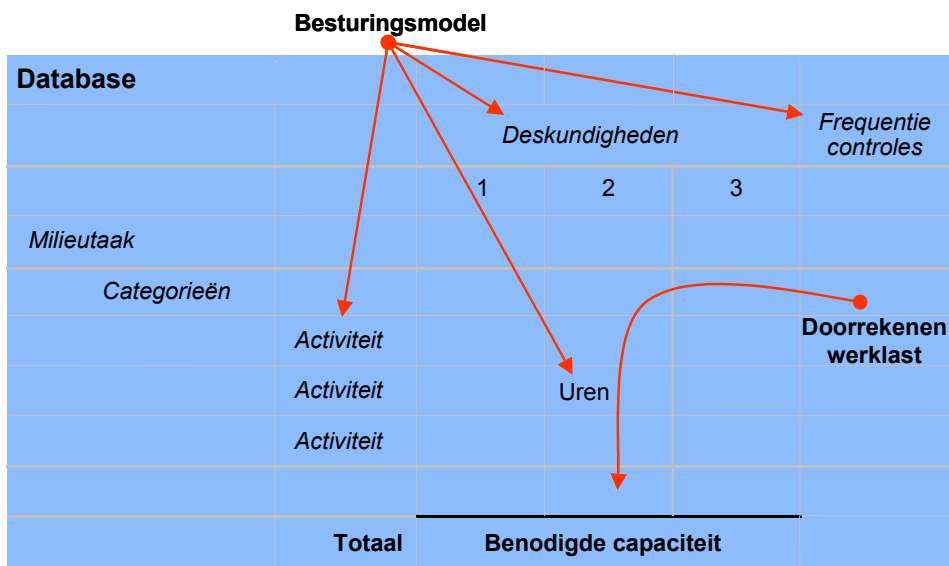 Besturingsmodel
Database
Deskundigheden
Frequentie
controles
1 2 3
Milieutaak
Categorieën
Activiteit
Doorrekenen
werklast
Activiteit Uren
Activiteit
Totaal Benodigde capaciteit